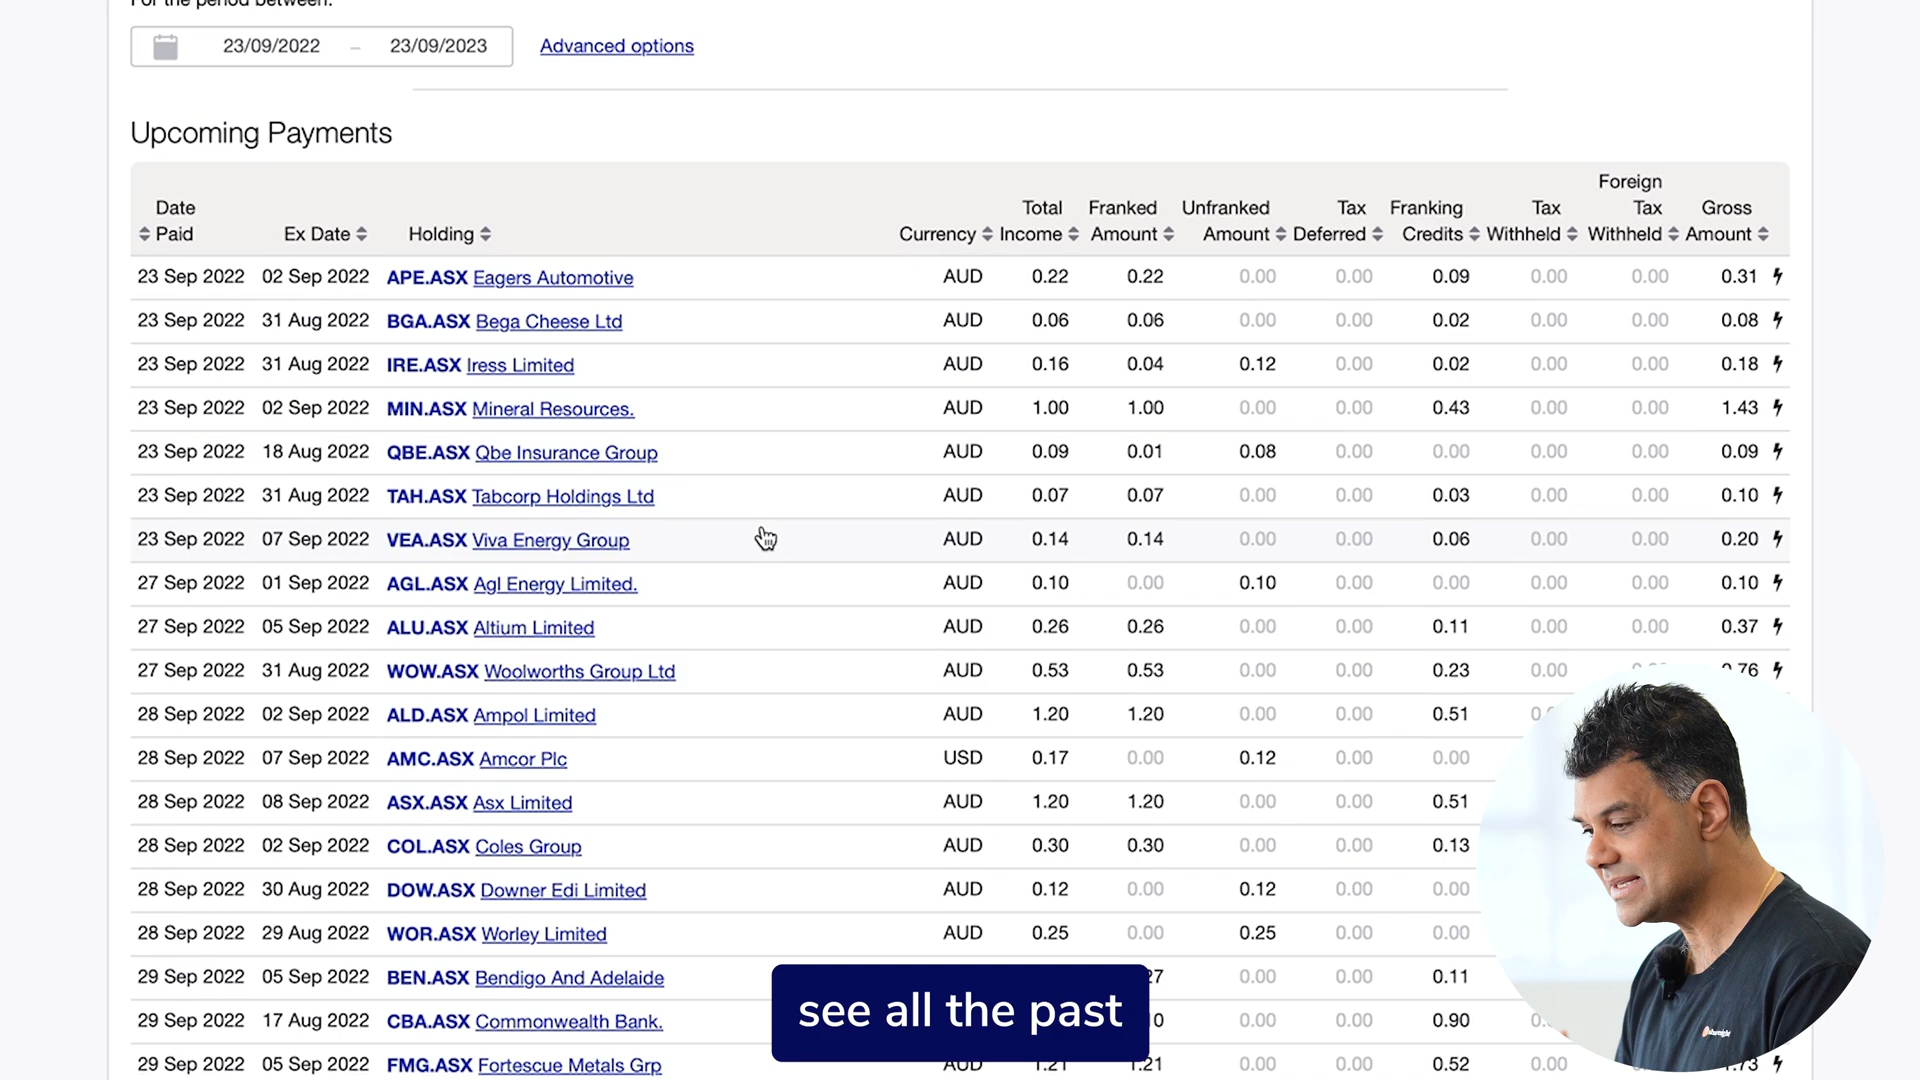 For the period between:
23/09/2022 – 23/09/2023 Advanced options
Upcoming Payments
Date Paid Ex Date Holding Currency Total Income Franked Amount Unfranked Amount Tax Deferred Franking Credits Tax Withheld Foreign Tax Withheld Gross Amount
23 Sep 2022 02 Sep 2022 APE.ASX Eagers Automotive AUD 0.22 0.22 0.00 0.00 0.09 0.00 0.00 0.31
23 Sep 2022 31 Aug 2022 BGA.ASX Bega Cheese Ltd AUD 0.06 0.06 0.00 0.00 0.02 0.00 0.00 0.08
23 Sep 2022 31 Aug 2022 IRE.ASX Iress Limited AUD 0.16 0.04 0.12 0.00 0.02 0.00 0.00 0.18
23 Sep 2022 02 Sep 2022 MIN.ASX Mineral Resources. AUD 1.00 1.00 0.00 0.00 0.43 0.00 0.00 1.43
23 Sep 2022 18 Aug 2022 QBE.ASX Qbe Insurance Group AUD 0.09 0.01 0.08 0.00 0.00 0.00 0.00 0.09
23 Sep 2022 31 Aug 2022 TAH.ASX Tabcorp Holdings Ltd AUD 0.07 0.07 0.00 0.00 0.03 0.00 0.00 0.10
23 Sep 2022 07 Sep 2022 VEA.ASX Viva Energy Group AUD 0.14 0.14 0.00 0.00 0.06 0.00 0.00 0.20
27 Sep 2022 01 Sep 2022 AGL.ASX Agl Energy Limited. AUD 0.10 0.00 0.10 0.00 0.00 0.00 0.00 0.10
27 Sep 2022 05 Sep 2022 ALU.ASX Altium Limited AUD 0.26 0.26 0.00 0.00 0.11 0.00 0.00 0.37
27 Sep 2022 31 Aug 2022 WOW.ASX Woolworths Group Ltd AUD 0.53 0.53 0.00 0.00 0.23 0.00
28 Sep 2022 02 Sep 2022 ALD.ASX Ampol Limited AUD 1.20 1.20 0.00 0.00 0.51
28 Sep 2022 07 Sep 2022 AMC.ASX Amcor Plc USD 0.17 0.00 0.12 0.00 0.00
28 Sep 2022 08 Sep 2022 ASX.ASX Asx Limited AUD 1.20 1.20 0.00 0.00 0.51
28 Sep 2022 02 Sep 2022 COL.ASX Coles Group AUD 0.30 0.30 0.00 0.00 0.13
28 Sep 2022 30 Aug 2022 DOW.ASX Downer Edi Limited AUD 0.12 0.00 0.12 0.00 0.00
28 Sep 2022 29 Aug 2022 WOR.ASX Worley Limited AUD 0.25 0.00 0.25 0.00 0.00
29 Sep 2022 05 Sep 2022 BEN.ASX Bendigo And Adelaide 0.00 0.00 0.11
29 Sep 2022 17 Aug 2022 CBA.ASX Commonwealth Bank. 0.00 0.00 0.90
29 Sep 2022 05 Sep 2022 FMG.ASX Fortescue Metals Grp AUD 1.21 1.21 0.00 0.00 0.52
see all the past